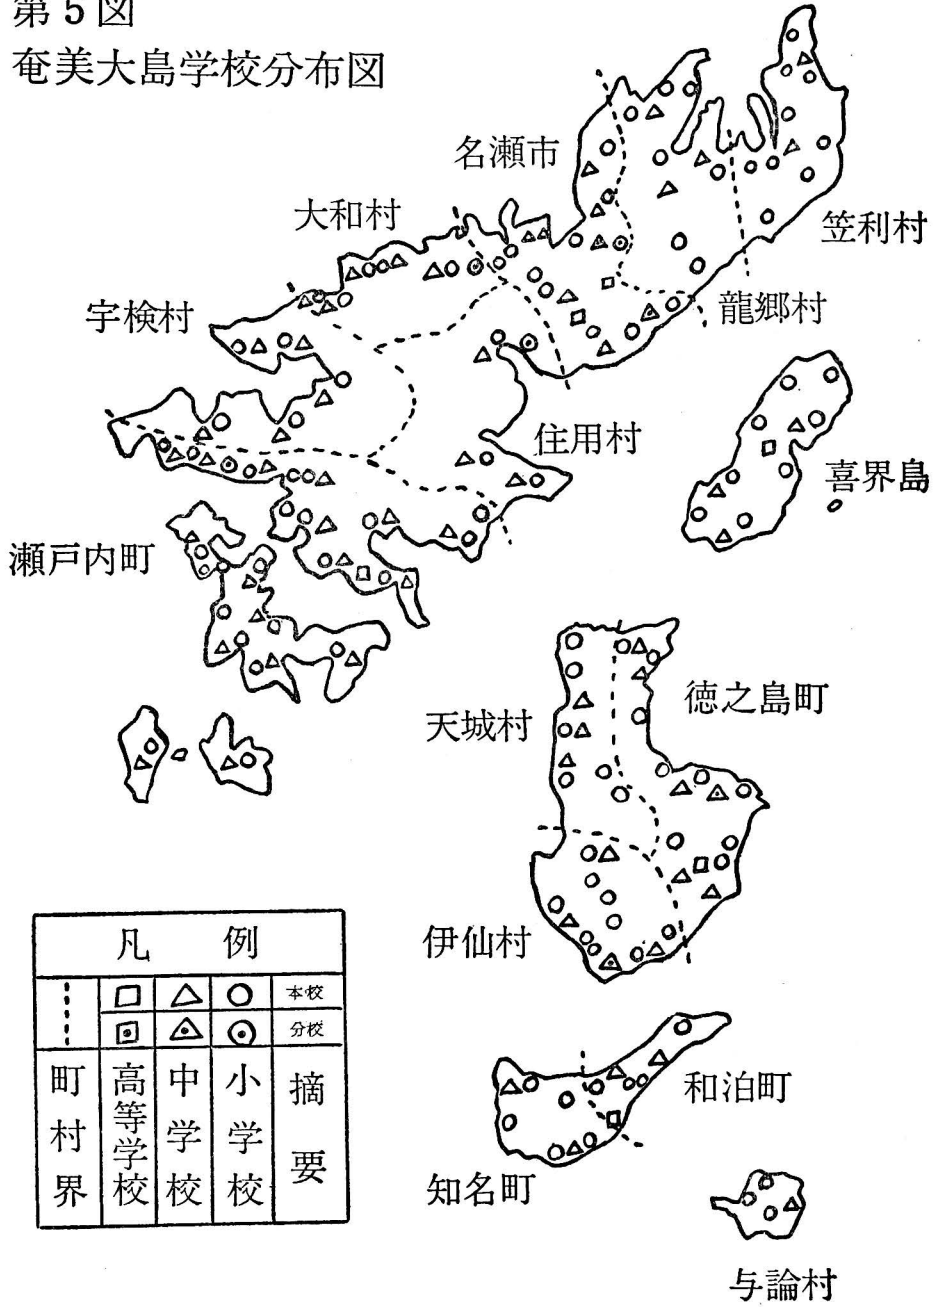 第5図
奄美大島学校分布図
名瀬市
大和村
笠利村
宇検村
龍郷村
住用村
喜界島
瀬戸内町
徳之島町
天城村
伊仙村
凡例
本校
分校
町村界
高等学校
中学校
小学校
摘要
和泊町
知名町
与論村